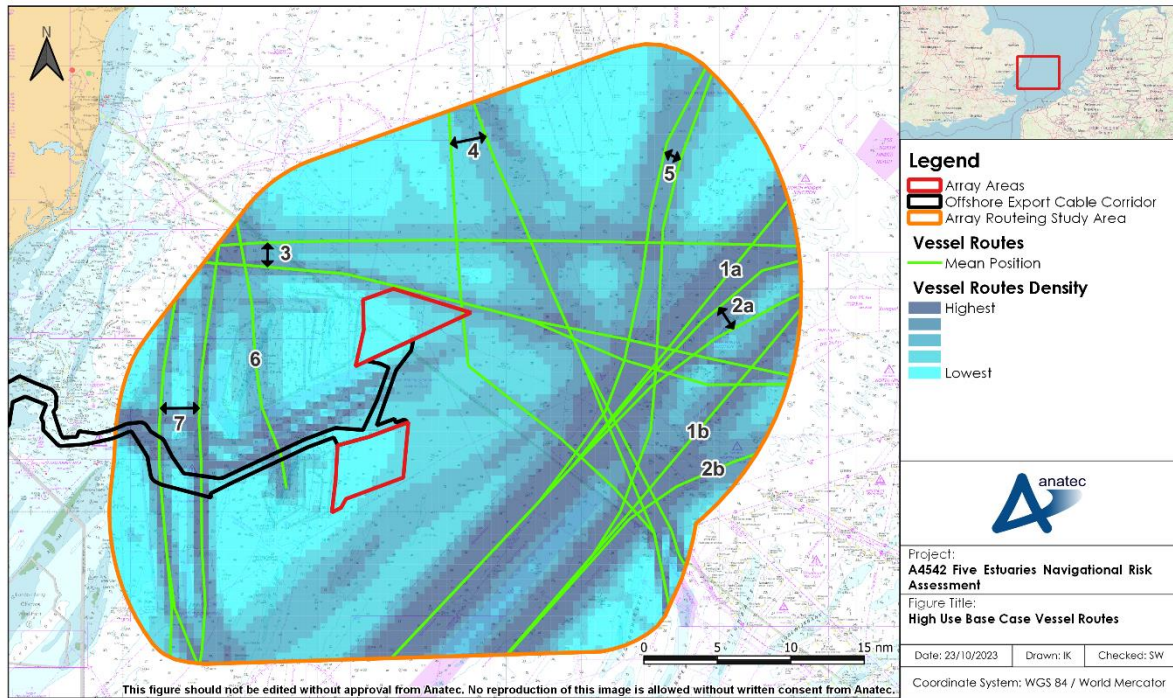 N
4
5
3
1a
2a
6
7
1b
2b
0 5 10 15 nm
This figure should not be edited without approval from Anatec. No reproduction of this image is allowed without written consent from Anatec.
Legend
Array Areas
Offshore Export Cable Corridor
Array Routeing Study Area
Vessel Routes
Mean Position
Vessel Routes Density
Highest
Lowest
anatec
Project:
A4542 Five Estuaries Navigational Risk
Assessment
Figure Title:
High Use Base Case Vessel Routes
Date: 23/10/2023 Drawn: IK Checked: SW
Coordinate System: WGS 84 / World Mercator